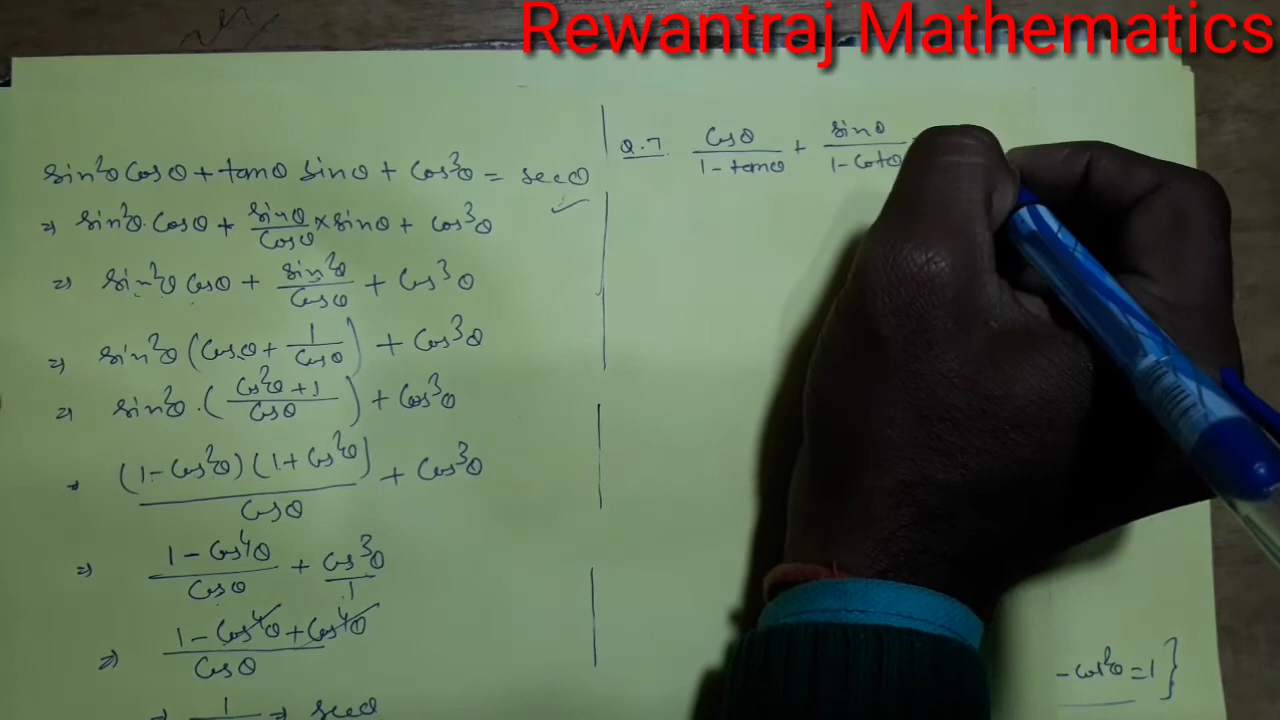 Rewantraj Mathematics
sin²θ cosθ + tanθ sinθ + cos³θ = secθ
⇒ sin²θ · cosθ + sinθ/cosθ × sinθ + cos³θ
⇒ sin²θ cosθ + sin²θ/cosθ + cos³θ
⇒ sin²θ (cosθ + 1/cosθ) + cos³θ
⇒ sin²θ · (cos²θ + 1/cosθ) + cos³θ
⇒ (1 - cos²θ) (1 + cos²θ)/cosθ + cos³θ
⇒ 1 - cos⁴θ/cosθ + cos³θ/1
⇒ 1 - cos⁴θ + cos⁴θ/cosθ
⇒ 1 ⇒ secθ
Q.7 cosθ/1 - tanθ + sinθ/1 - cotθ
- cot²θ = 1 }